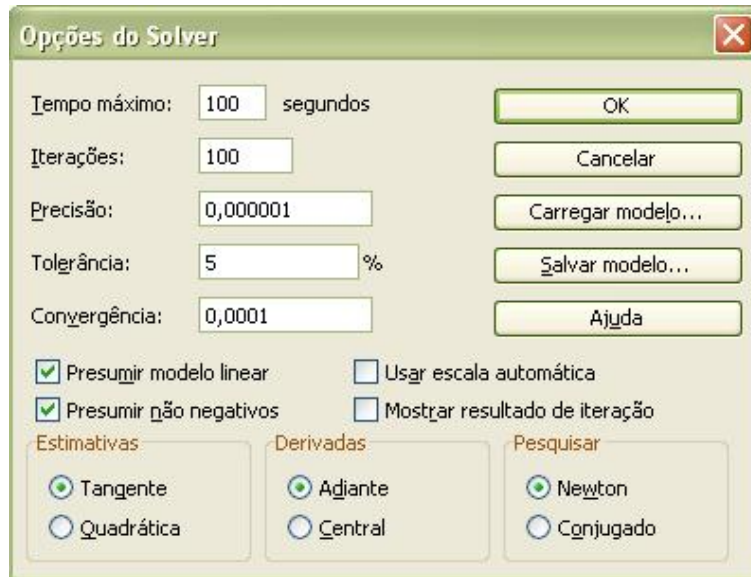 Opções do Solver
Tempo máximo: 100 segundos OK
Iterações: 100 Cancelar
Precisão: 0,000001 Carregar modelo...
Tolerância: 5 % Salvar modelo...
Convergência: 0,0001 Ajuda
Presumir modelo linear Usar escala automática
Presumir não negativos Mostrar resultado de iteração
Estimativas Derivadas Pesquisar
Tangente Adiante Newton
Quadrática Central Conjugado